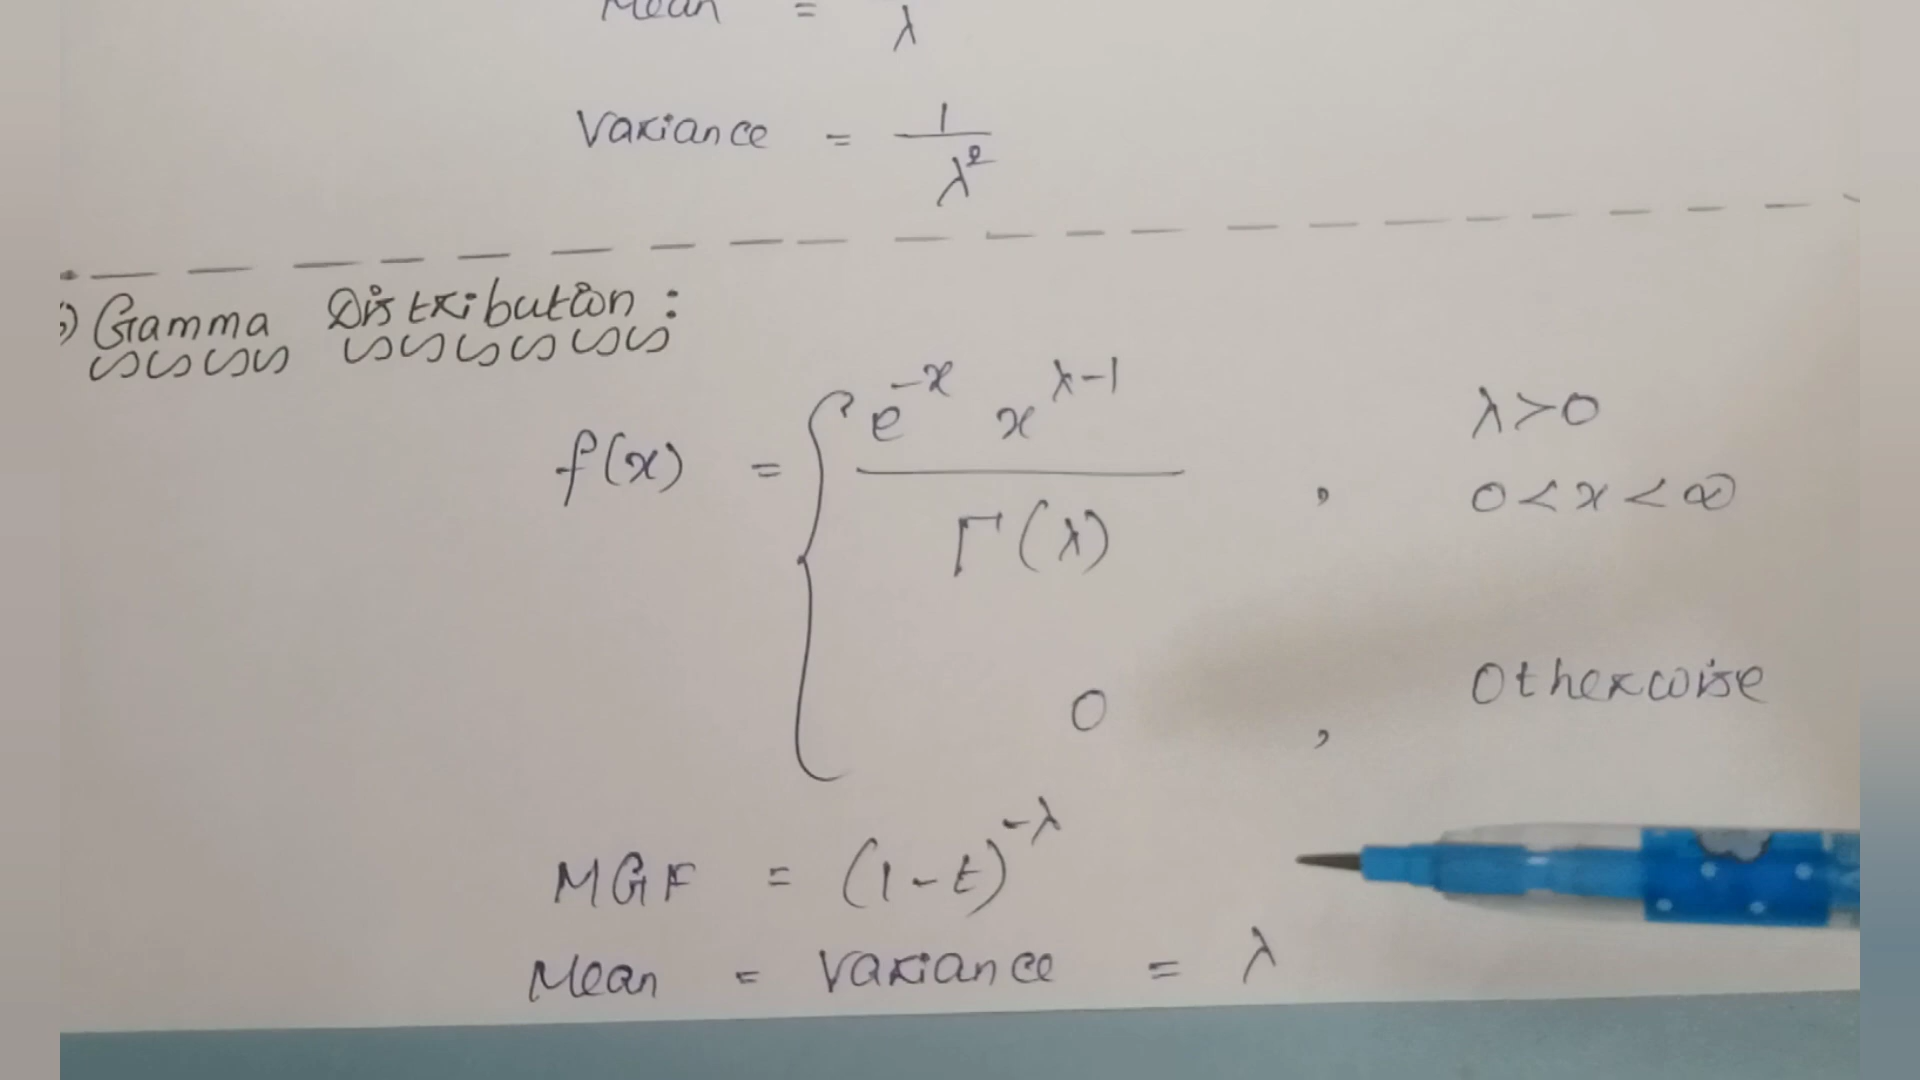 Mean = λ
Variance = 1/λ²
) Gamma Distribution :
f(x) = { e^(-x) x^(λ-1) / Γ(λ) , λ>0
0<x<∞
0 , Otherwise
MGF = (1-t)^(-λ)
Mean = Variance = λ